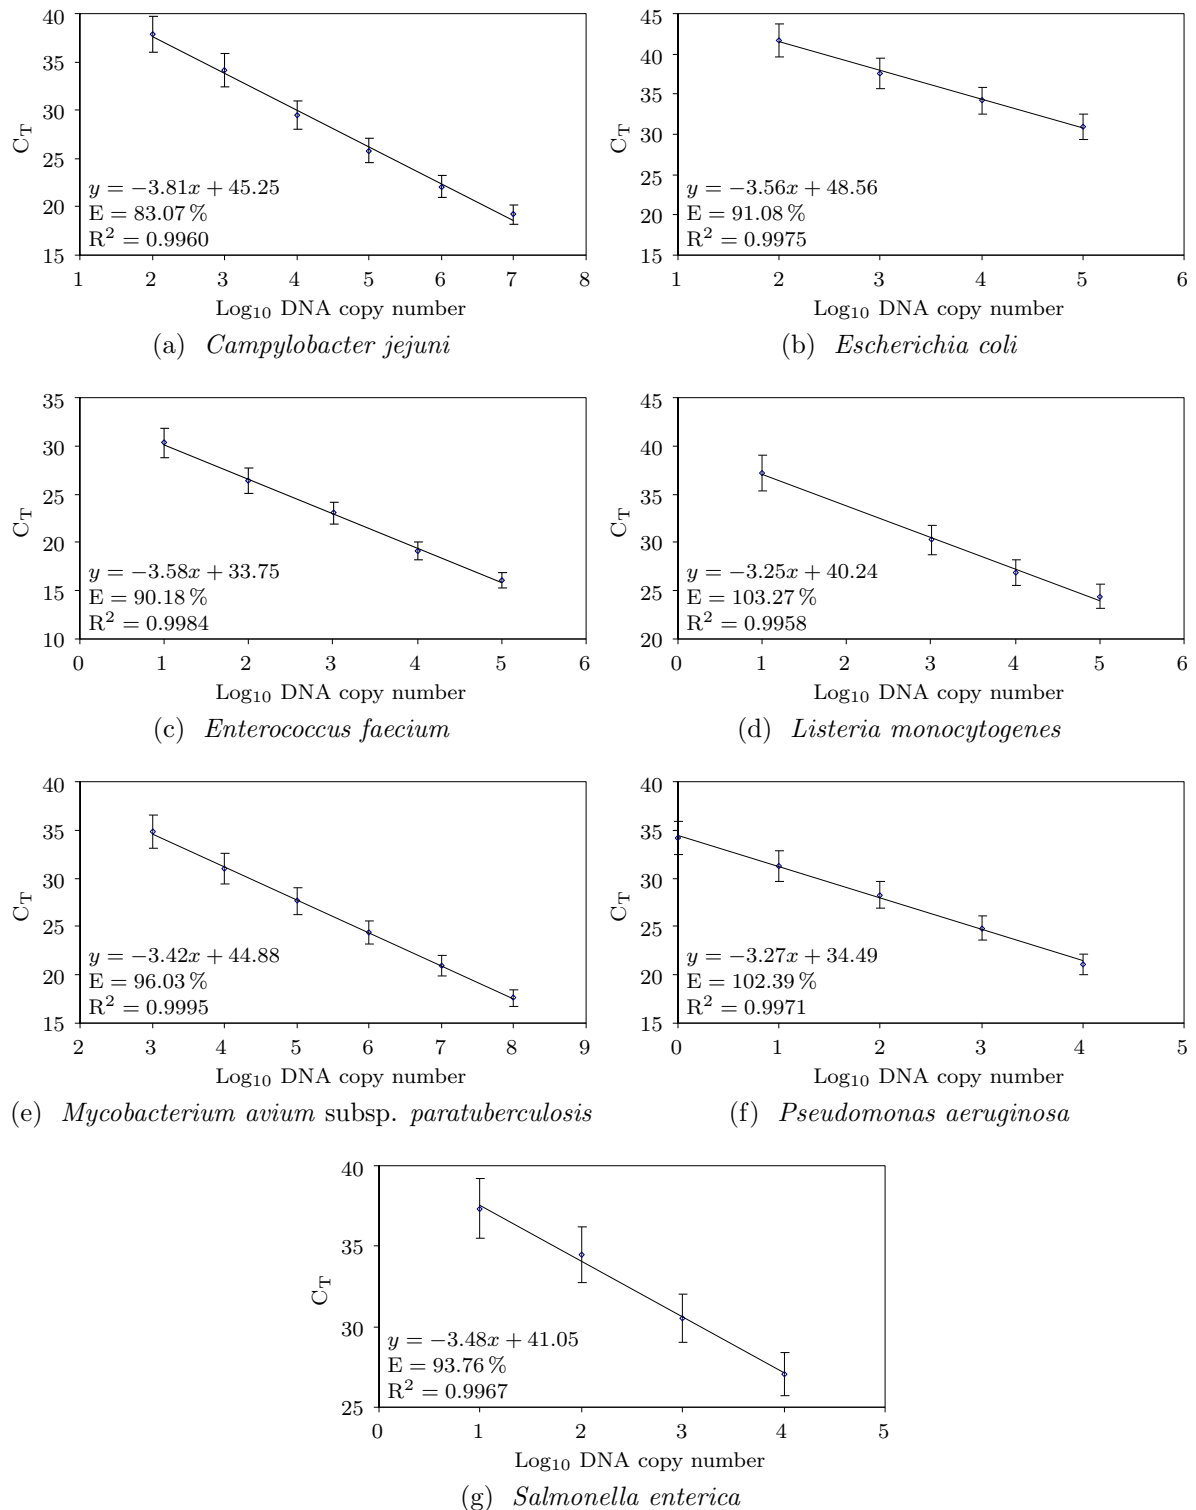 40
35
30
25
20
15
C_T
y = −3.81x + 45.25
E = 83.07 %
R² = 0.9960
1 2 3 4 5 6 7 8
Log₁₀ DNA copy number
(a) Campylobacter jejuni
45
40
35
30
45
20
15
C_T
y = −3.56x + 48.56
E = 91.08 %
R² = 0.9975
1 2 3 4 5 6
Log₁₀ DNA copy number
(b) Escherichia coli
35
30
25
20
15
10
C_T
y = −3.58x + 33.75
E = 90.18 %
R² = 0.9984
0 1 2 3 4 5 6
Log₁₀ DNA copy number
(c) Enterococcus faecium
45
40
35
30
25
20
C_T
y = −3.25x + 40.24
E = 103.27 %
R² = 0.9958
0 1 2 3 4 5 6
Log₁₀ DNA copy number
(d) Listeria monocytogenes
40
35
30
25
20
15
C_T
y = −3.42x + 44.88
E = 96.03 %
R² = 0.9995
2 3 4 5 6 7 8 9
Log₁₀ DNA copy number
(e) Mycobacterium avium subsp. paratuberculosis
40
35
30
25
20
15
C_T
y = −3.27x + 34.49
E = 102.39 %
R² = 0.9971
0 1 2 3 4 5
Log₁₀ DNA copy number
(f) Pseudomonas aeruginosa
40
35
30
25
C_T
y = −3.48x + 41.05
E = 93.76 %
R² = 0.9967
0 1 2 3 4 5
Log₁₀ DNA copy number
(g) Salmonella enterica